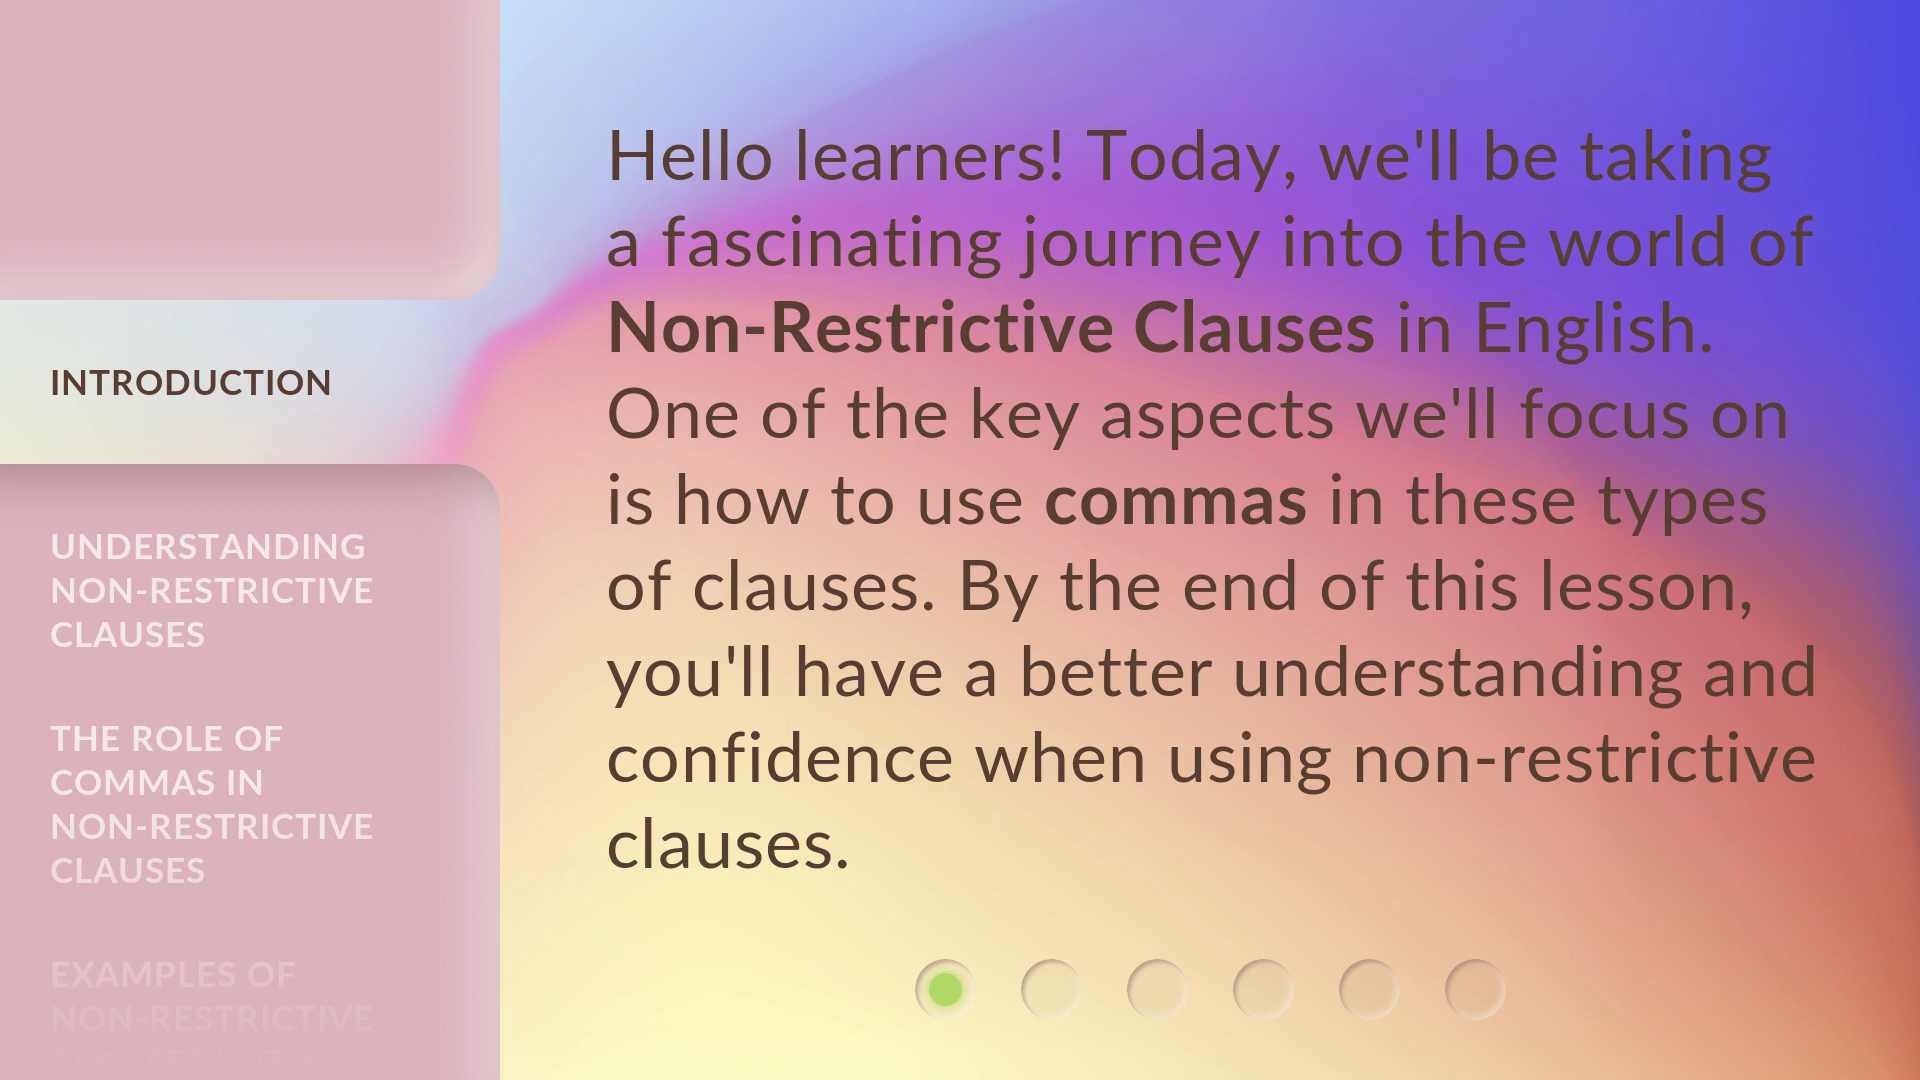 INTRODUCTION
UNDERSTANDING
NON-RESTRICTIVE
CLAUSES
THE ROLE OF
COMMAS IN
NON-RESTRICTIVE
CLAUSES
EXAMPLES OF
NON-RESTRICTIVE
CLAUSES WITH
Hello learners! Today, we'll be taking
a fascinating journey into the world of
Non-Restrictive Clauses in English.
One of the key aspects we'll focus on
is how to use commas in these types
of clauses. By the end of this lesson,
you'll have a better understanding and
confidence when using non-restrictive
clauses.